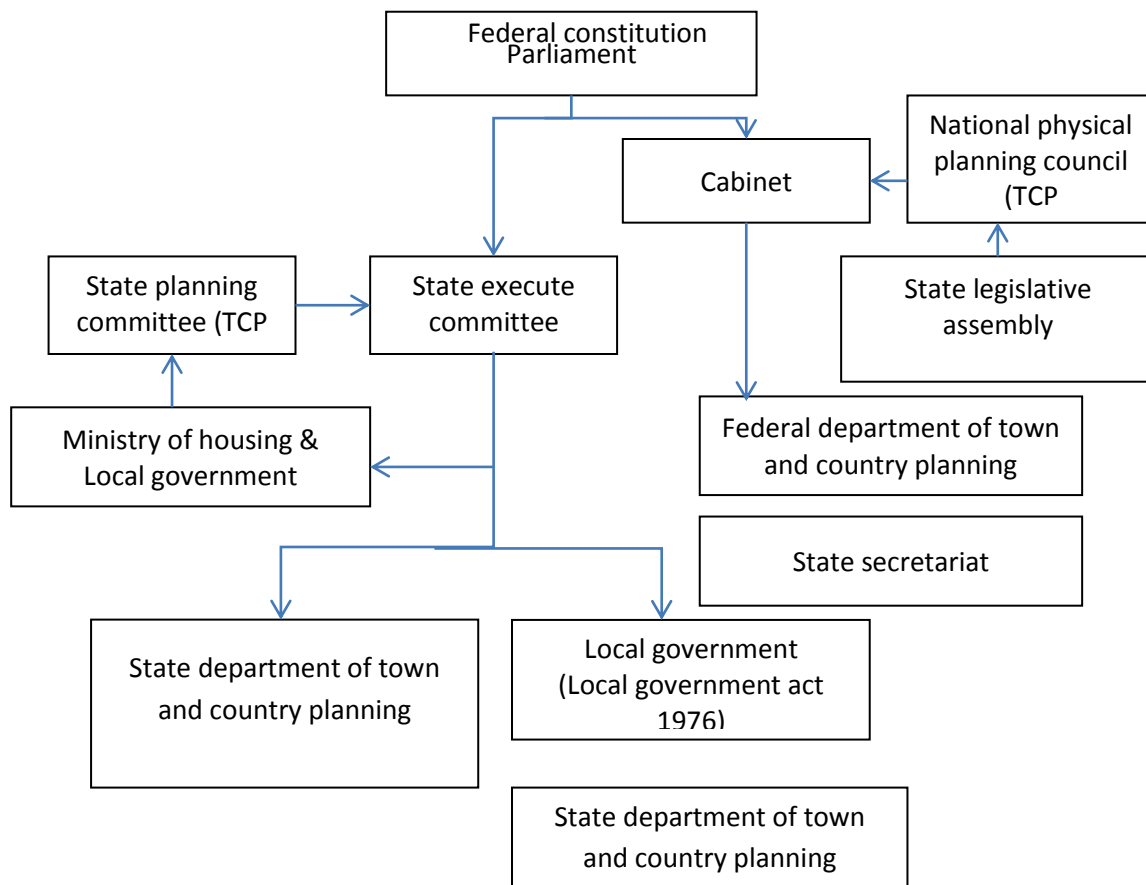 Federal constitution
Parliament
National physical
planning council
(TCP
Cabinet
State planning
committee (TCP
State execute
committee
State legislative
assembly
Ministry of housing &
Local government
Federal department of town
and country planning
State secretariat
State department of town
and country planning
Local government
(Local government act
1976)
State department of town
and country planning